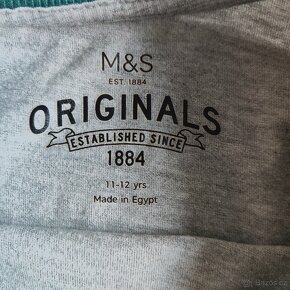 M&S
EST. 1884
ORIGINALS
ESTABLISHED SINCE
1884
11-12 yrs
Made in Egypt